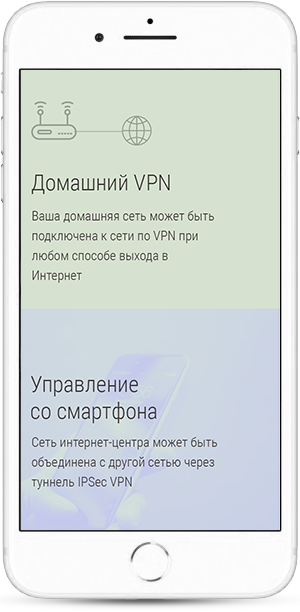 Домашний VPN
Ваша домашняя сеть может быть
подключена к сети по VPN при
любом способе выхода в
Интернет
Управление
со смартфона
Сеть интернет-центра может быть
объединена с другой сетью через
туннель IPSec VPN